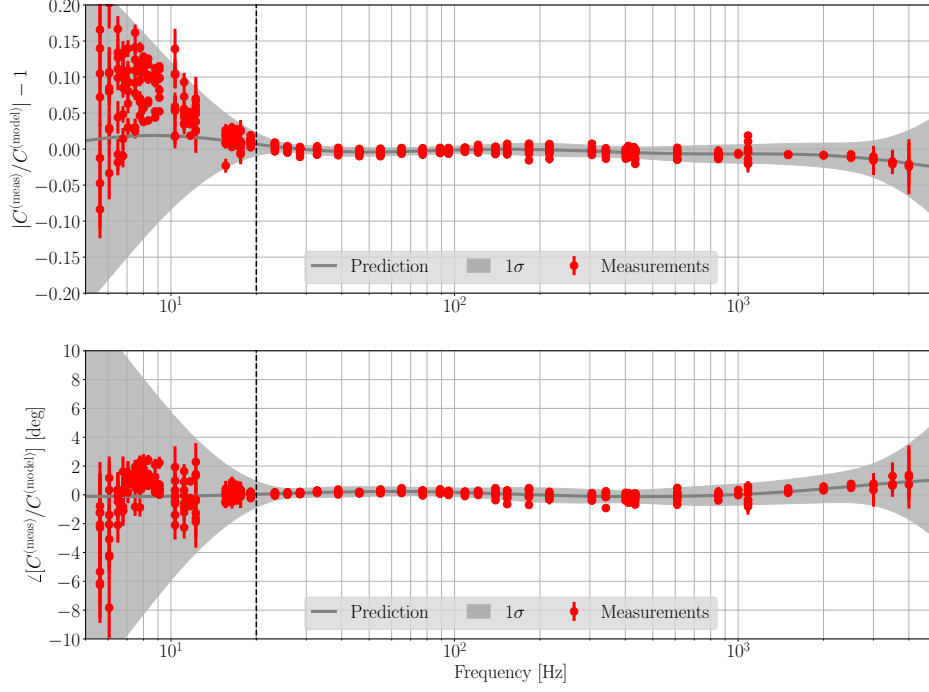 0.20
0.15
0.10
0.05
0.00
−0.05
−0.10
−0.15
−0.20
|C^(meas)/C^(model)| − 1
Prediction 1σ Measurements
10^1 10^2 10^3
10
8
6
4
2
0
−2
−4
−6
−8
−10
∠[C^(meas)/C^(model)] [deg]
Prediction 1σ Measurements
10^1 10^2 10^3
Frequency [Hz]